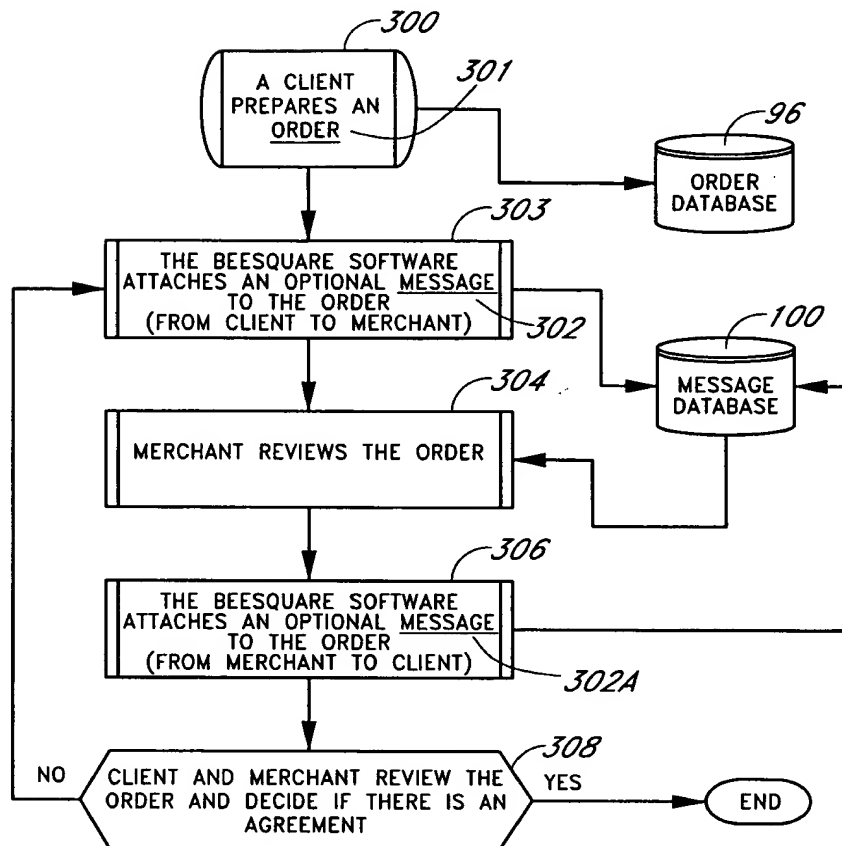 300
A CLIENT
PREPARES AN
ORDER
301
96
ORDER
DATABASE
303
THE BEESQUARE SOFTWARE
ATTACHES AN OPTIONAL MESSAGE
TO THE ORDER
(FROM CLIENT TO MERCHANT)
302
100
MESSAGE
DATABASE
304
MERCHANT REVIEWS THE ORDER
306
THE BEESQUARE SOFTWARE
ATTACHES AN OPTIONAL MESSAGE
TO THE ORDER
(FROM MERCHANT TO CLIENT)
302A
308
NO
CLIENT AND MERCHANT REVIEW THE
ORDER AND DECIDE IF THERE IS AN
AGREEMENT
YES
END